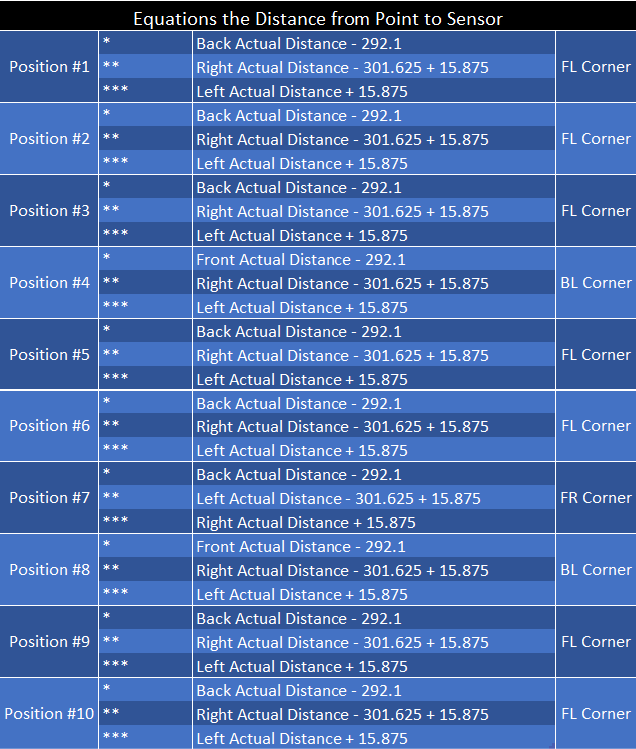 Equations the Distance from Point to Sensor
Position #1
*
Back Actual Distance - 292.1
**
Right Actual Distance - 301.625 + 15.875
***
Left Actual Distance + 15.875
FL Corner
Position #2
*
Back Actual Distance - 292.1
**
Right Actual Distance - 301.625 + 15.875
***
Left Actual Distance + 15.875
FL Corner
Position #3
*
Back Actual Distance - 292.1
**
Right Actual Distance - 301.625 + 15.875
***
Left Actual Distance + 15.875
FL Corner
Position #4
*
Front Actual Distance - 292.1
**
Right Actual Distance - 301.625 + 15.875
***
Left Actual Distance + 15.875
BL Corner
Position #5
*
Back Actual Distance - 292.1
**
Right Actual Distance - 301.625 + 15.875
***
Left Actual Distance + 15.875
FL Corner
Position #6
*
Back Actual Distance - 292.1
**
Right Actual Distance - 301.625 + 15.875
***
Left Actual Distance + 15.875
FL Corner
Position #7
*
Back Actual Distance - 292.1
**
Left Actual Distance - 301.625 + 15.875
***
Right Actual Distance + 15.875
FR Corner
Position #8
*
Front Actual Distance - 292.1
**
Right Actual Distance - 301.625 + 15.875
***
Left Actual Distance + 15.875
BL Corner
Position #9
*
Back Actual Distance - 292.1
**
Right Actual Distance - 301.625 + 15.875
***
Left Actual Distance + 15.875
FL Corner
Position #10
*
Back Actual Distance - 292.1
**
Right Actual Distance - 301.625 + 15.875
***
Left Actual Distance + 15.875
FL Corner